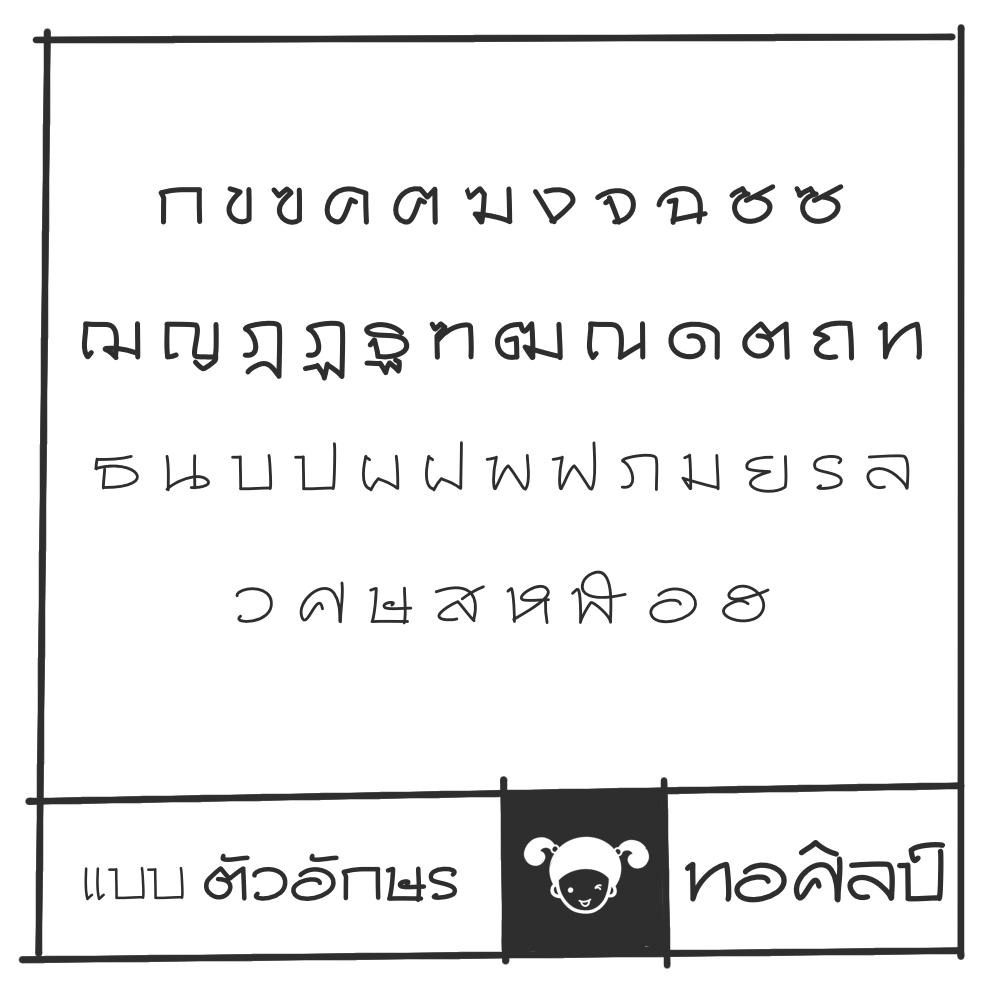 ก ข ฃ ค ฅ ฆ ง จ ฉ ช ซ
ฌ ญ ฎ ฏ ฐ ฑ ฒ ณ ด ต ถ ท
ธ น บ ป ผ ฝ พ ฟ ภ ม ย ร ล
ว ศ ษ ส ห ฬ อ ฮ
แบบ ตัวอักษร ทอศิลป์